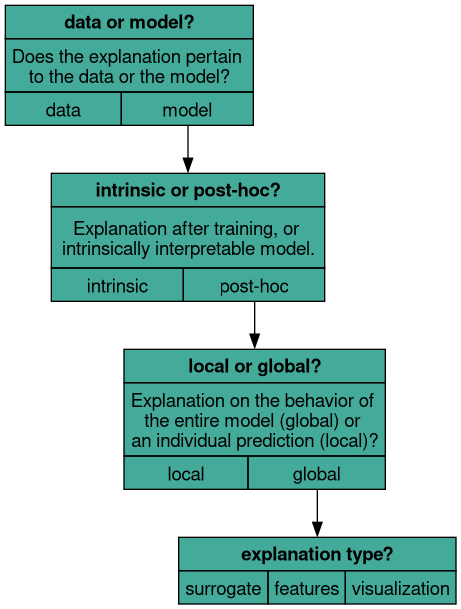 data or model?
Does the explanation pertain
to the data or the model?
data model
intrinsic or post-hoc?
Explanation after training, or
intrinsically interpretable model.
intrinsic post-hoc
local or global?
Explanation on the behavior of
the entire model (global) or
an individual prediction (local)?
local global
explanation type?
surrogate features visualization